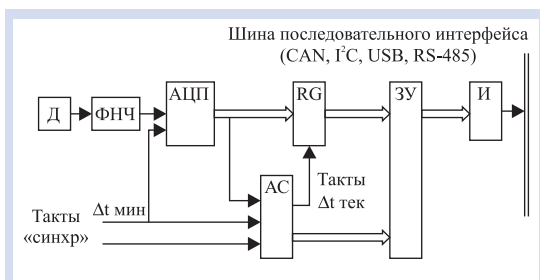 Шина последовательного интерфейса
(CAN, I²C, USB, RS-485)
АЦП
RG
ЗУ
И
Д
ФНЧ
АС
Такты
Δt тек
Δt мин
Такты
«синхр»